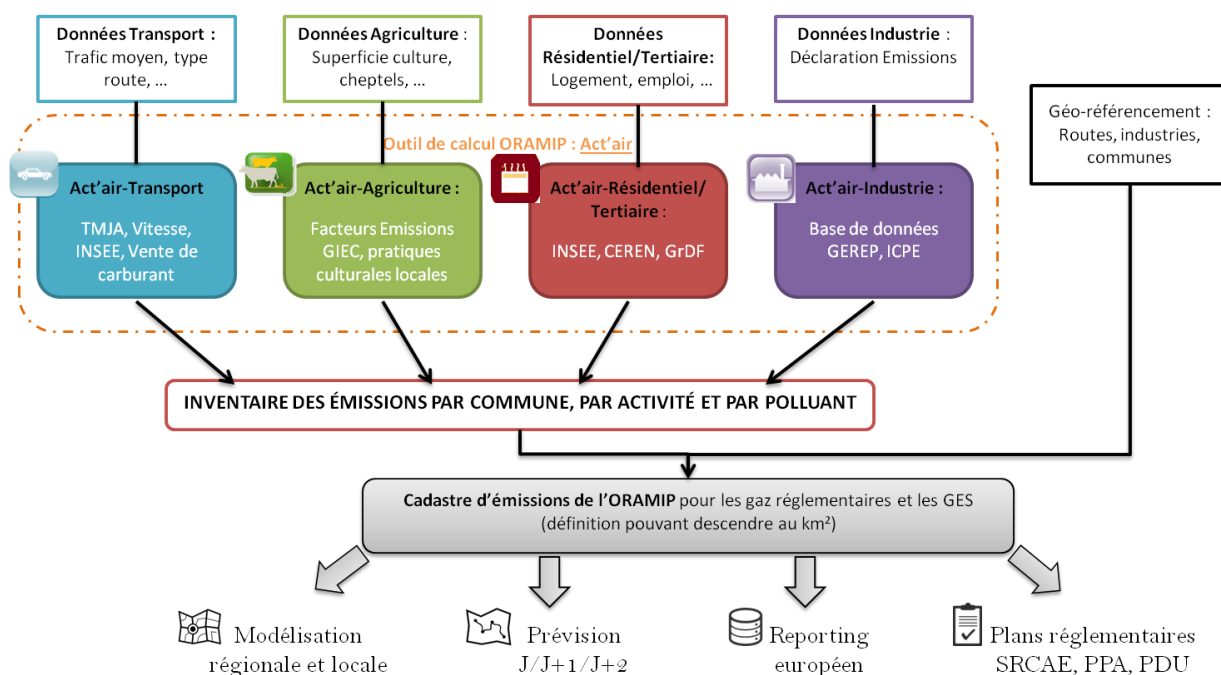 Données Transport :
Trafic moyen, type
route, ...
Données Agriculture :
Superficie culture,
cheptels, ...
Données
Résidentiel/Tertiaire:
Logement, emploi, ...
Données Industrie :
Déclaration Emissions
Géo-référencement :
Routes, industries,
communes
Outil de calcul ORAMIP : Act’air
Act’air-Transport
TMJA, Vitesse,
INSEE, Vente de
carburant
Act’air-Agriculture :
Facteurs Emissions
GIEC, pratiques
culturales locales
Act’air-Résidentiel/
Tertiaire :
INSEE, CEREN, GrDF
Act’air-Industrie :
Base de données
GEREP, ICPE
INVENTAIRE DES ÉMISSIONS PAR COMMUNE, PAR ACTIVITÉ ET PAR POLLUANT
Cadastre d’émissions de l’ORAMIP pour les gaz réglementaires et les GES
(définition pouvant descendre au km²)
Modélisation
régionale et locale
Prévision
J/J+1/J+2
Reporting
européen
Plans réglementaires
SRCAE, PPA, PDU